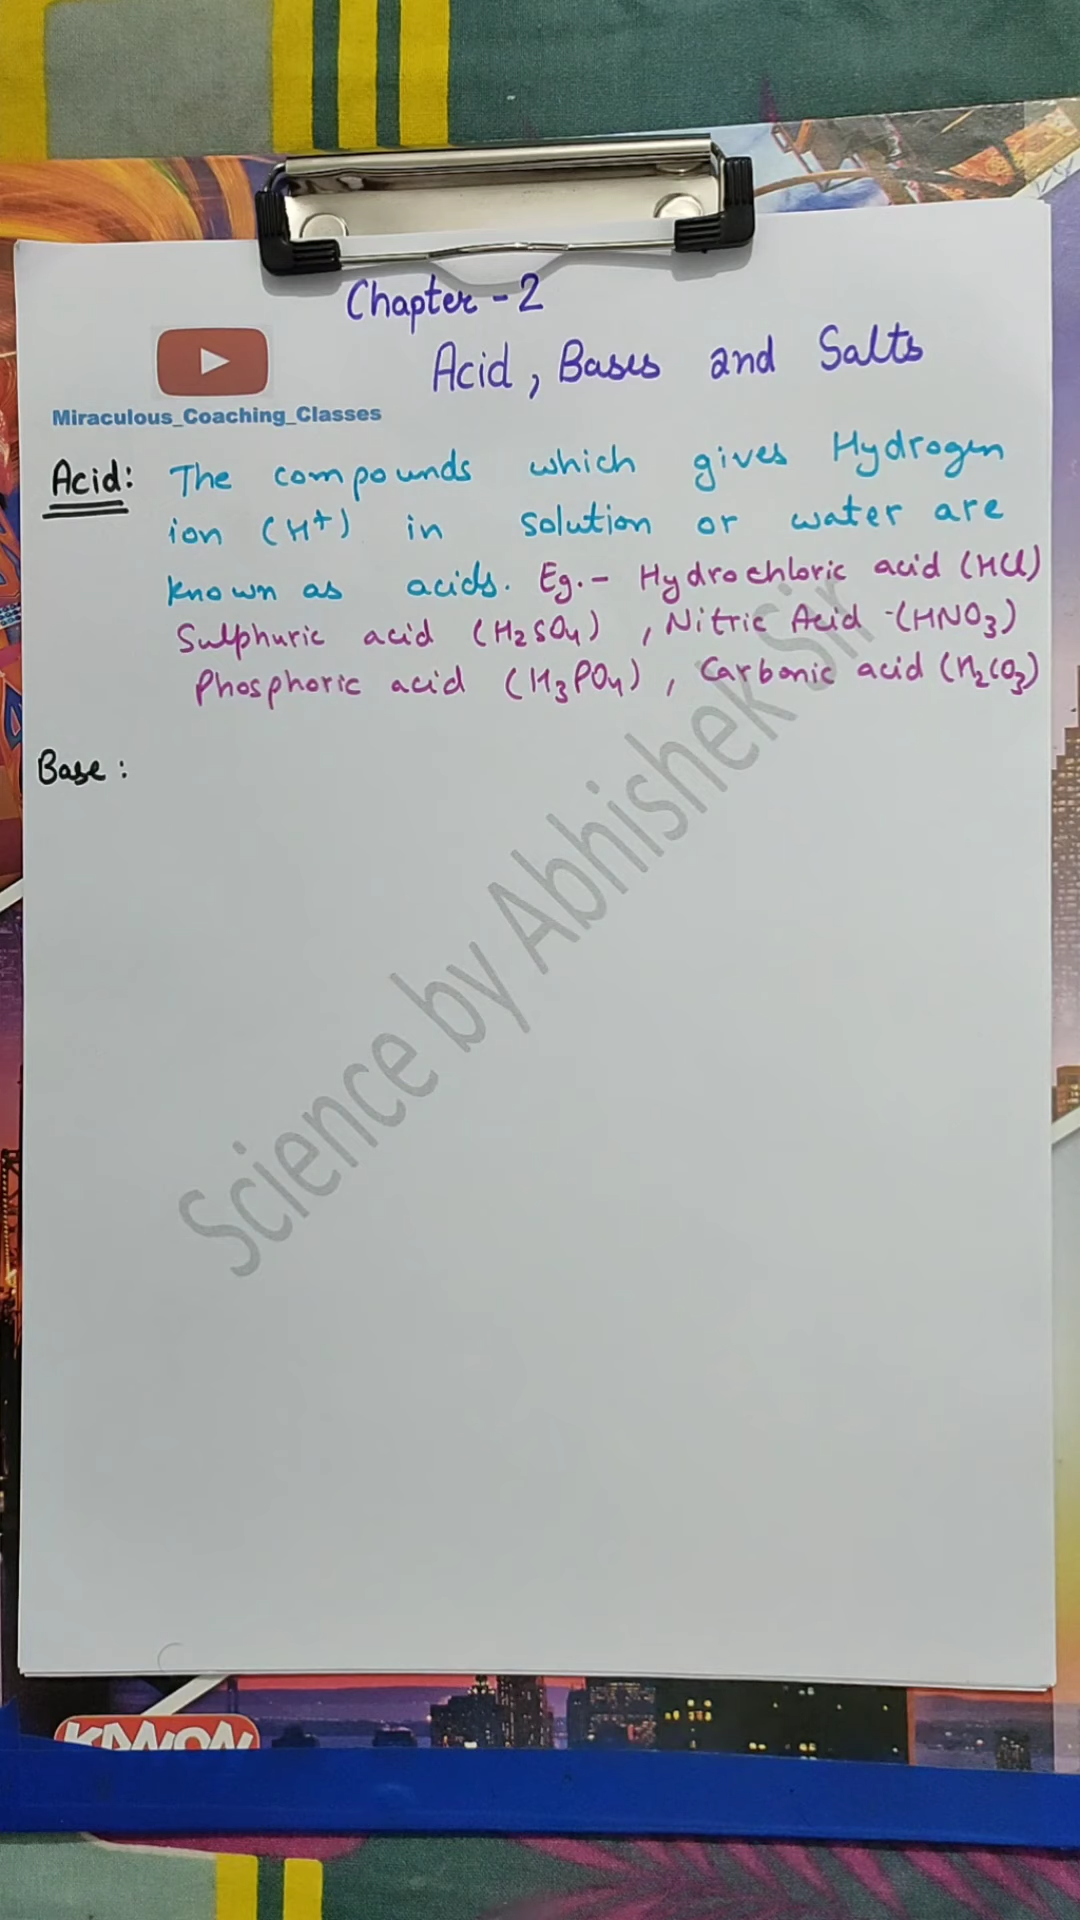 Chapter - 2
Acid, Bases and Salts
Miraculous_Coaching_Classes
Acid: The compounds which gives Hydrogen
ion (H+) in solution or water are
known as acids. Eg.- Hydrochloric acid (HCl)
Sulphuric acid (H2SO4), Nitric Acid -(HNO3)
Phosphoric acid (H3PO4), Carbonic acid (H2CO3)
Base:
Science by Abhishek Sir